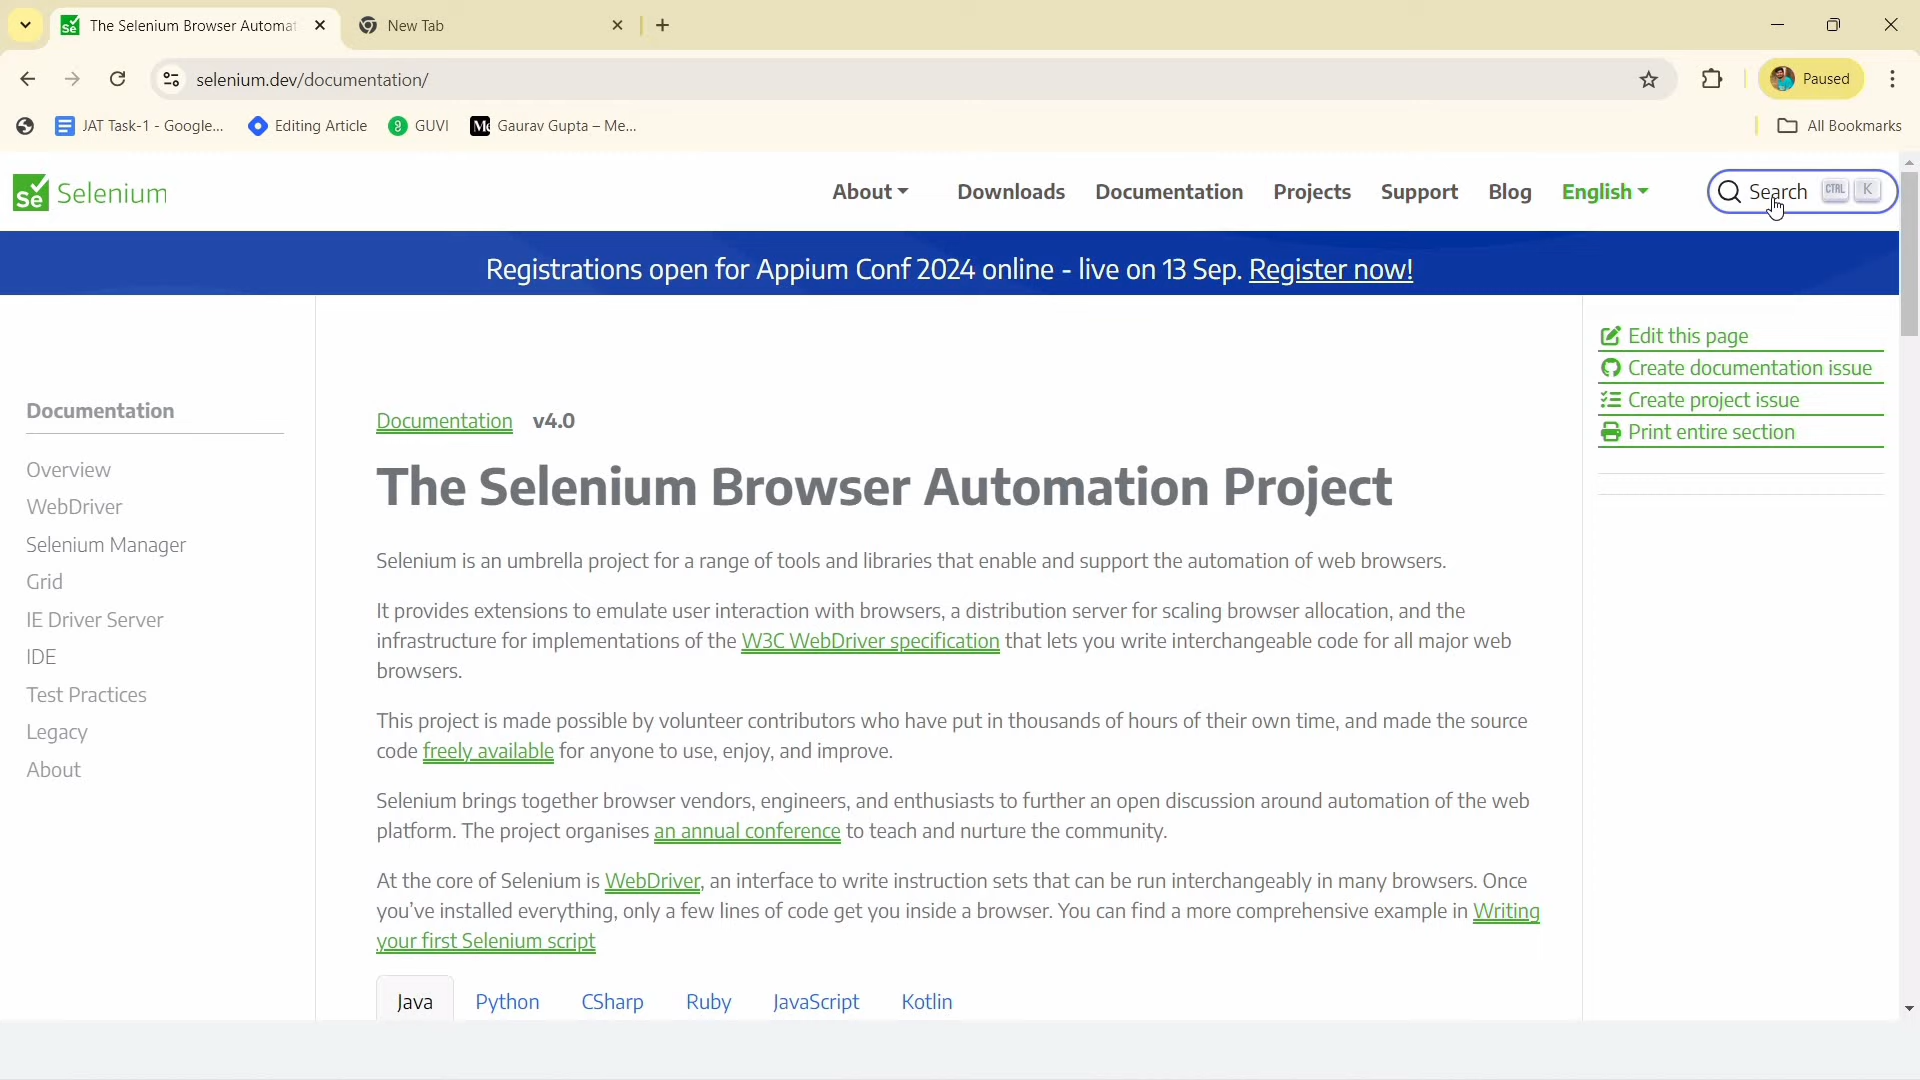 The Selenium Browser Automat
New Tab
selenium.dev/documentation/
Paused
JAT Task-1 - Google...
Editing Article
GUVI
Gaurav Gupta – Me...
All Bookmarks
Selenium
About
Downloads
Documentation
Projects
Support
Blog
English
Search CTRL K
Registrations open for Appium Conf 2024 online - live on 13 Sep. Register now!
Documentation
Overview
WebDriver
Selenium Manager
Grid
IE Driver Server
IDE
Test Practices
Legacy
About
Documentation v4.0
The Selenium Browser Automation Project
Selenium is an umbrella project for a range of tools and libraries that enable and support the automation of web browsers.
It provides extensions to emulate user interaction with browsers, a distribution server for scaling browser allocation, and the
infrastructure for implementations of the W3C WebDriver specification that lets you write interchangeable code for all major web
browsers.
This project is made possible by volunteer contributors who have put in thousands of hours of their own time, and made the source
code freely available for anyone to use, enjoy, and improve.
Selenium brings together browser vendors, engineers, and enthusiasts to further an open discussion around automation of the web
platform. The project organises an annual conference to teach and nurture the community.
At the core of Selenium is WebDriver, an interface to write instruction sets that can be run interchangeably in many browsers. Once
you've installed everything, only a few lines of code get you inside a browser. You can find a more comprehensive example in Writing
your first Selenium script
Java
Python
CSharp
Ruby
JavaScript
Kotlin
Edit this page
Create documentation issue
Create project issue
Print entire section